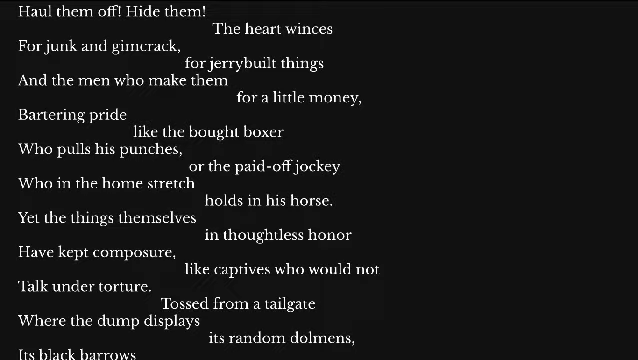 Haul them off! Hide them!
The heart winces
For junk and gimcrack,
for jerrybuilt things
And the men who make them
for a little money,
Bartering pride
like the bought boxer
Who pulls his punches,
or the paid-off jockey
Who in the home stretch
holds in his horse.
Yet the things themselves
in thoughtless honor
Have kept composure,
like captives who would not
Talk under torture.
Tossed from a tailgate
Where the dump displays
its random dolmens,
Its black barrows